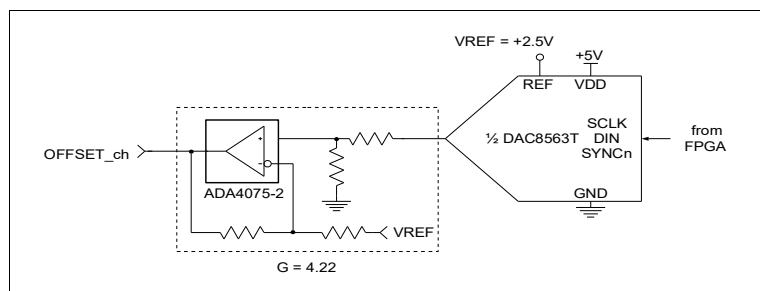 VREF = +2.5V
+5V
REF
VDD
½ DAC8563T
SCLK
DIN
SYNCn
from
FPGA
GND
OFFSET_ch
+
-
ADA4075-2
VREF
G = 4.22